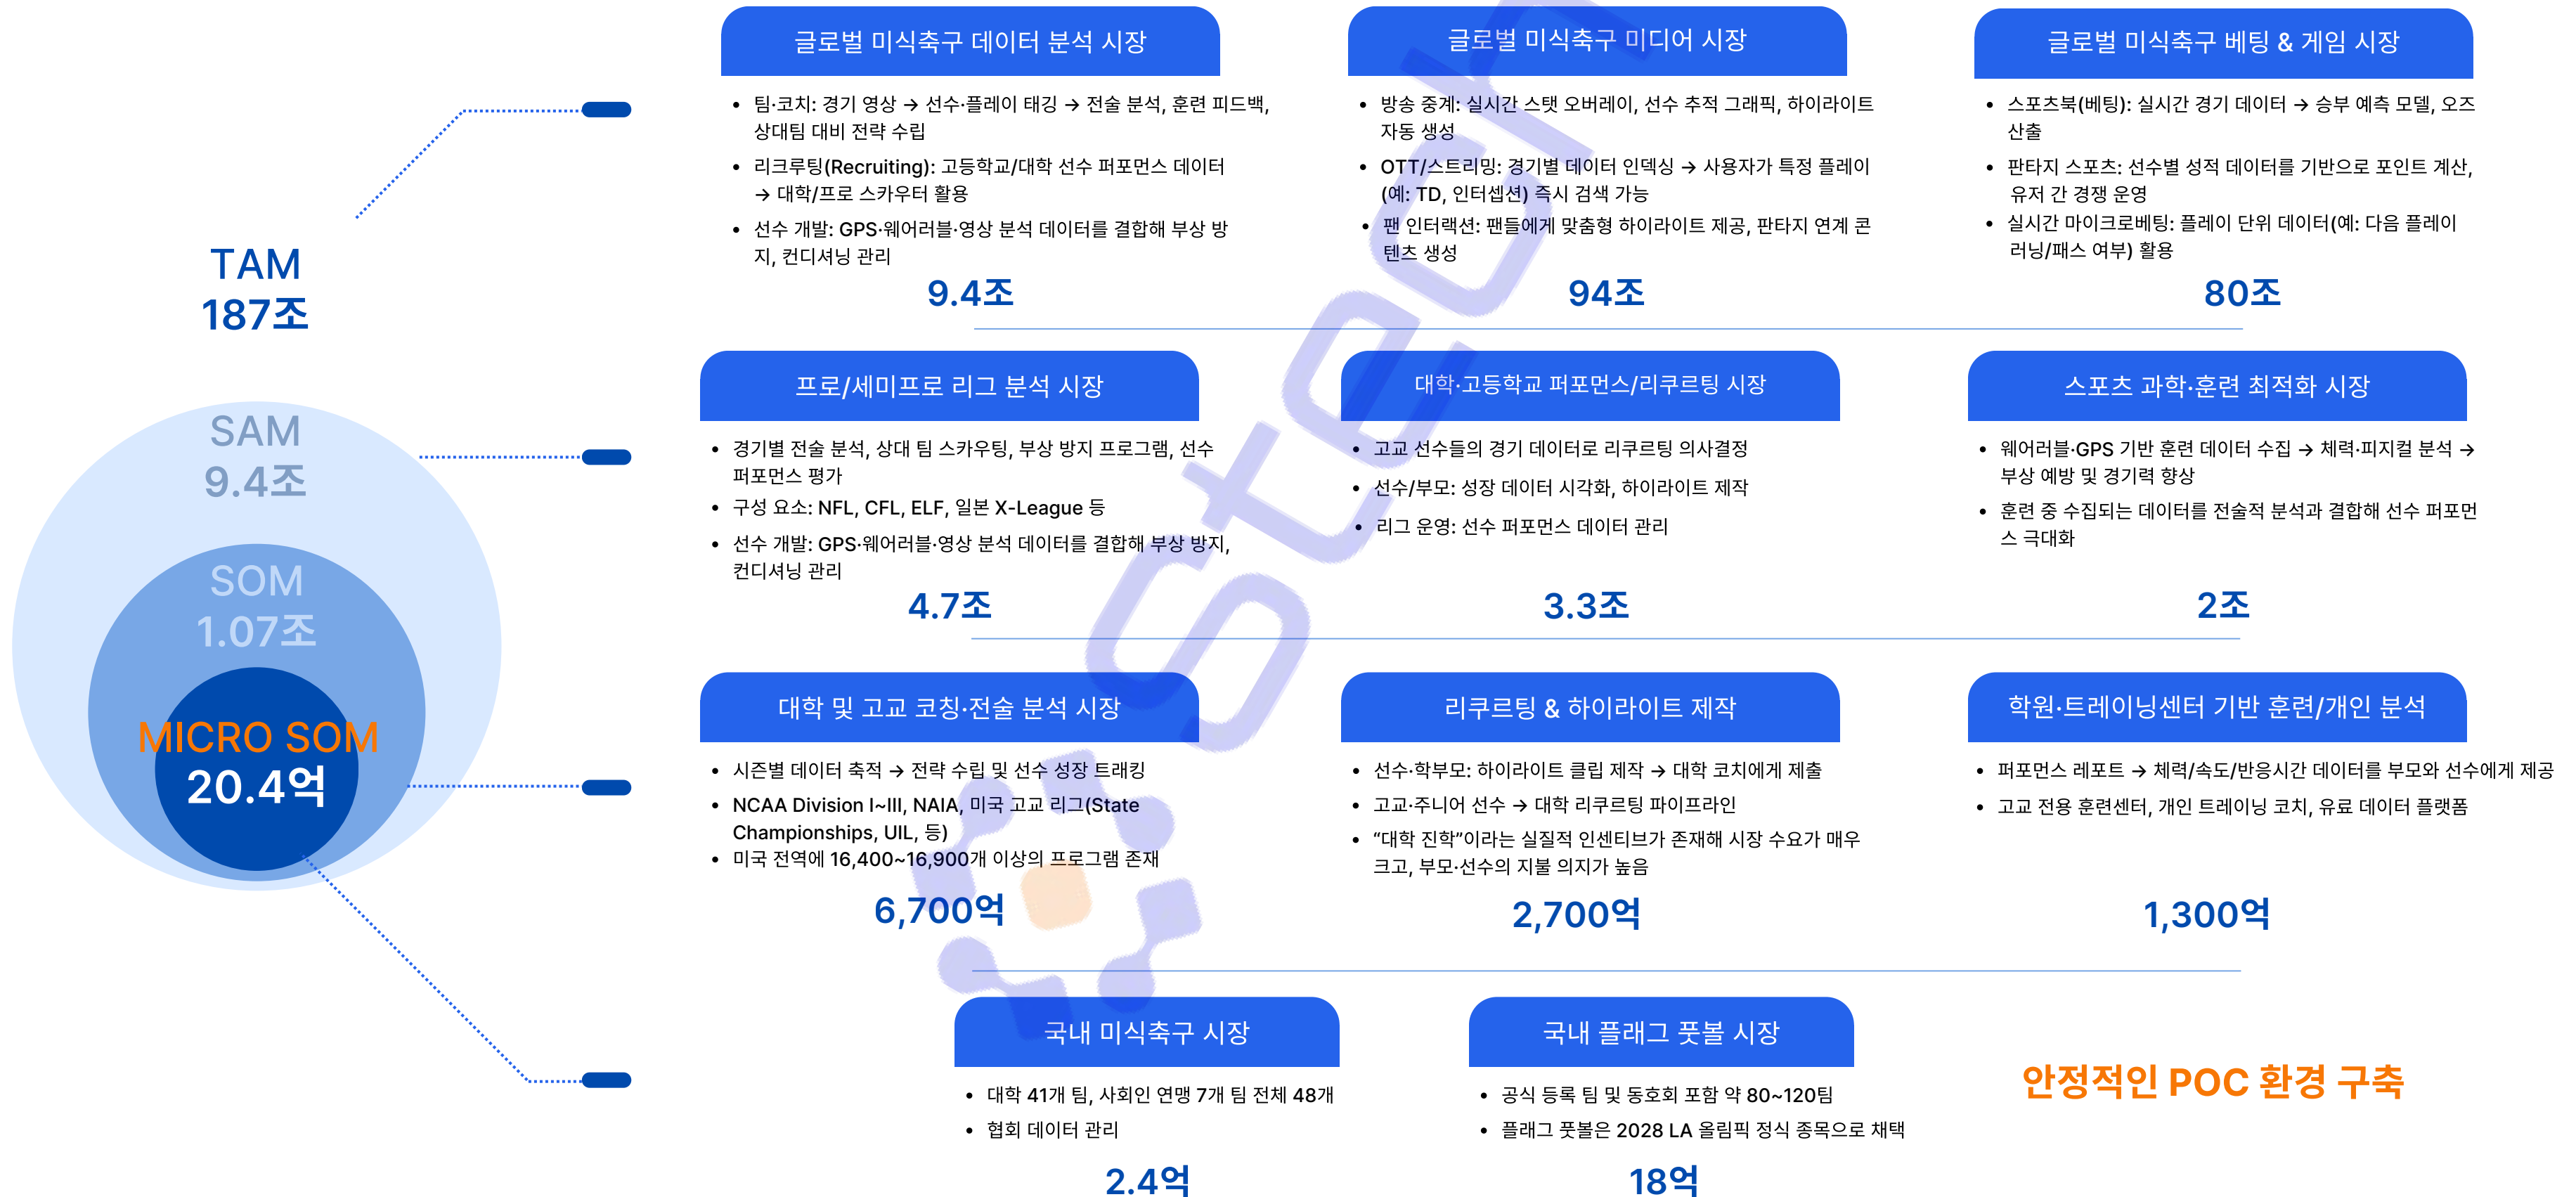 글로벌 미식축구 데이터 분석 시장
• 팀·코치: 경기 영상 → 선수·플레이 태깅 → 전술 분석, 훈련 피드백,
상대팀 대비 전략 수립
• 리크루팅(Recruiting): 고등학교/대학 선수 퍼포먼스 데이터
→ 대학/프로 스카우터 활용
• 선수 개발: GPS·웨어러블·영상 분석 데이터를 결합해 부상 방
지, 컨디셔닝 관리
9.4조
글로벌 미식축구 미디어 시장
• 방송 중계: 실시간 스탯 오버레이, 선수 추적 그래픽, 하이라이트
자동 생성
• OTT/스트리밍: 경기별 데이터 인덱싱 → 사용자가 특정 플레이
(예: TD, 인터셉션) 즉시 검색 가능
• 팬 인터랙션: 팬들에게 맞춤형 하이라이트 제공, 판타지 연계 콘
텐츠 생성
94조
글로벌 미식축구 베팅 & 게임 시장
• 스포츠북(베팅): 실시간 경기 데이터 → 승부 예측 모델, 오즈
산출
• 판타지 스포츠: 선수별 성적 데이터를 기반으로 포인트 계산,
유저 간 경쟁 운영
• 실시간 마이크로베팅: 플레이 단위 데이터(예: 다음 플레이
러닝/패스 여부) 활용
80조
TAM
187조
SAM
9.4조
SOM
1.07조
MICRO SOM
20.4억
프로/세미프로 리그 분석 시장
• 경기별 전술 분석, 상대 팀 스카우팅, 부상 방지 프로그램, 선수
퍼포먼스 평가
• 구성 요소: NFL, CFL, ELF, 일본 X-League 등
• 선수 개발: GPS·웨어러블·영상 분석 데이터를 결합해 부상 방지,
컨디셔닝 관리
4.7조
대학·고등학교 퍼포먼스/리쿠르팅 시장
• 고교 선수들의 경기 데이터로 리쿠르팅 의사결정
• 선수/부모: 성장 데이터 시각화, 하이라이트 제작
• 리그 운영: 선수 퍼포먼스 데이터 관리
3.3조
스포츠 과학·훈련 최적화 시장
• 웨어러블·GPS 기반 훈련 데이터 수집 → 체력·피지컬 분석 →
부상 예방 및 경기력 향상
• 훈련 중 수집되는 데이터를 전술적 분석과 결합해 선수 퍼포먼
스 극대화
2조
대학 및 고교 코칭·전술 분석 시장
• 시즌별 데이터 축적 → 전략 수립 및 선수 성장 트래킹
• NCAA Division I~III, NAIA, 미국 고교 리그(State
Championships, UIL, 등)
• 미국 전역에 16,400~16,900개 이상의 프로그램 존재
6,700억
리쿠르팅 & 하이라이트 제작
• 선수·학부모: 하이라이트 클립 제작 → 대학 코치에게 제출
• 고교·주니어 선수 → 대학 리쿠르팅 파이프라인
• “대학 진학”이라는 실질적 인센티브가 존재해 시장 수요가 매우
크고, 부모·선수의 지불 의지가 높음
2,700억
학원·트레이닝센터 기반 훈련/개인 분석
• 퍼포먼스 레포트 → 체력/속도/반응시간 데이터를 부모와 선수에게 제공
• 고교 전용 훈련센터, 개인 트레이닝 코치, 유료 데이터 플랫폼
1,300억
국내 미식축구 시장
• 대학 41개 팀, 사회인 연맹 7개 팀 전체 48개
• 협회 데이터 관리
2.4억
국내 플래그 풋볼 시장
• 공식 등록 팀 및 동호회 포함 약 80~120팀
• 플래그 풋볼은 2028 LA 올림픽 정식 종목으로 채택
18억
안정적인 POC 환경 구축
Stech